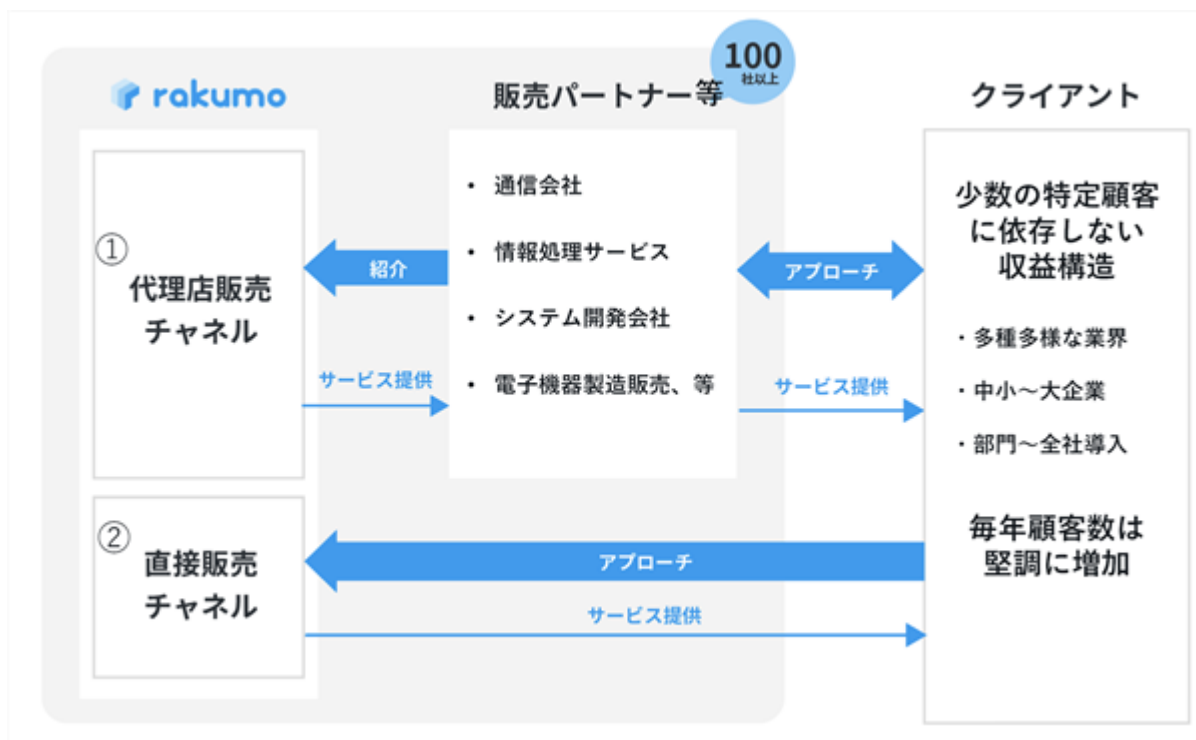 rakumo
販売パートナー等
100
社以上
クライアント
①
代理店販売
チャネル
紹介
サービス提供
・ 通信会社
・ 情報処理サービス
・ システム開発会社
・ 電子機器製造販売、等
アプローチ
サービス提供
少数の特定顧客
に依存しない
収益構造
・多種多様な業界
・中小～大企業
・部門～全社導入
毎年顧客数は
堅調に増加
②
直接販売
チャネル
アプローチ
サービス提供